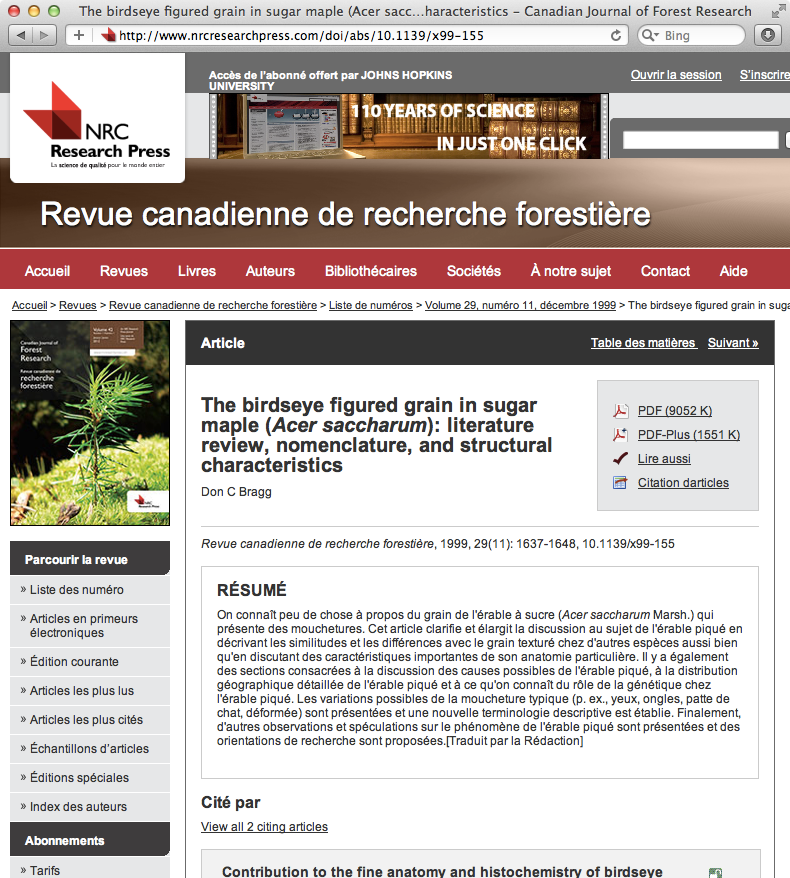 The birdseye figured grain in sugar maple (Acer sacc...haracteristics – Canadian Journal of Forest Research
http://www.nrcresearchpress.com/doi/abs/10.1139/x99-155
Bing
Accès de l'abonné offert par JOHNS HOPKINS
UNIVERSITY
Ouvrir la session
S'inscrire
110 YEARS OF SCIENCE
IN JUST ONE CLICK
NRC
Research Press
La science de qualité pour le monde entier
Revue canadienne de recherche forestière
Accueil Revues Livres Auteurs Bibliothécaires Sociétés À notre sujet Contact Aide
Accueil > Revues > Revue canadienne de recherche forestière > Liste de numéros > Volume 29, numéro 11, décembre 1999 > The birdseye figured grain in suga
Canadian Journal of
Forest
Research
Revue canadienne de
recherche
forestière
Volume 42
NRC
Research Press
Article
Table des matières Suivant »
The birdseye figured grain in sugar
maple (Acer saccharum): literature
review, nomenclature, and structural
characteristics
Don C Bragg
PDF (9052 K)
PDF-Plus (1551 K)
Lire aussi
Citation darticles
Revue canadienne de recherche forestière, 1999, 29(11): 1637-1648, 10.1139/x99-155
RÉSUMÉ
On connaît peu de chose à propos du grain de l'érable à sucre (Acer saccharum Marsh.) qui
présente des mouchetures. Cet article clarifie et élargit la discussion au sujet de l'érable piqué en
décrivant les similitudes et les différences avec le grain texturé chez d'autres espèces aussi bien
qu'en discutant des caractéristiques importantes de son anatomie particulière. Il y a également
des sections consacrées à la discussion des causes possibles de l'érable piqué, à la distribution
géographique détaillée de l'érable piqué et à ce qu'on connaît du rôle de la génétique chez
l'érable piqué. Les variations possibles de la moucheture typique (p. ex., yeux, ongles, patte de
chat, déformée) sont présentées et une nouvelle terminologie descriptive est établie. Finalement,
d'autres observations et spéculations sur le phénomène de l'érable piqué sont présentées et des
orientations de recherche sont proposées.[Traduit par la Rédaction]
Cité par
View all 2 citing articles
Contribution to the fine anatomy and histochemistry of birdseye
Parcourir la revue
» Liste des numéro
» Articles en primeurs
électroniques
» Édition courante
» Articles les plus lus
» Articles les plus cités
» Échantillons d'articles
» Éditions spéciales
» Index des auteurs
Abonnements
» Tarifs